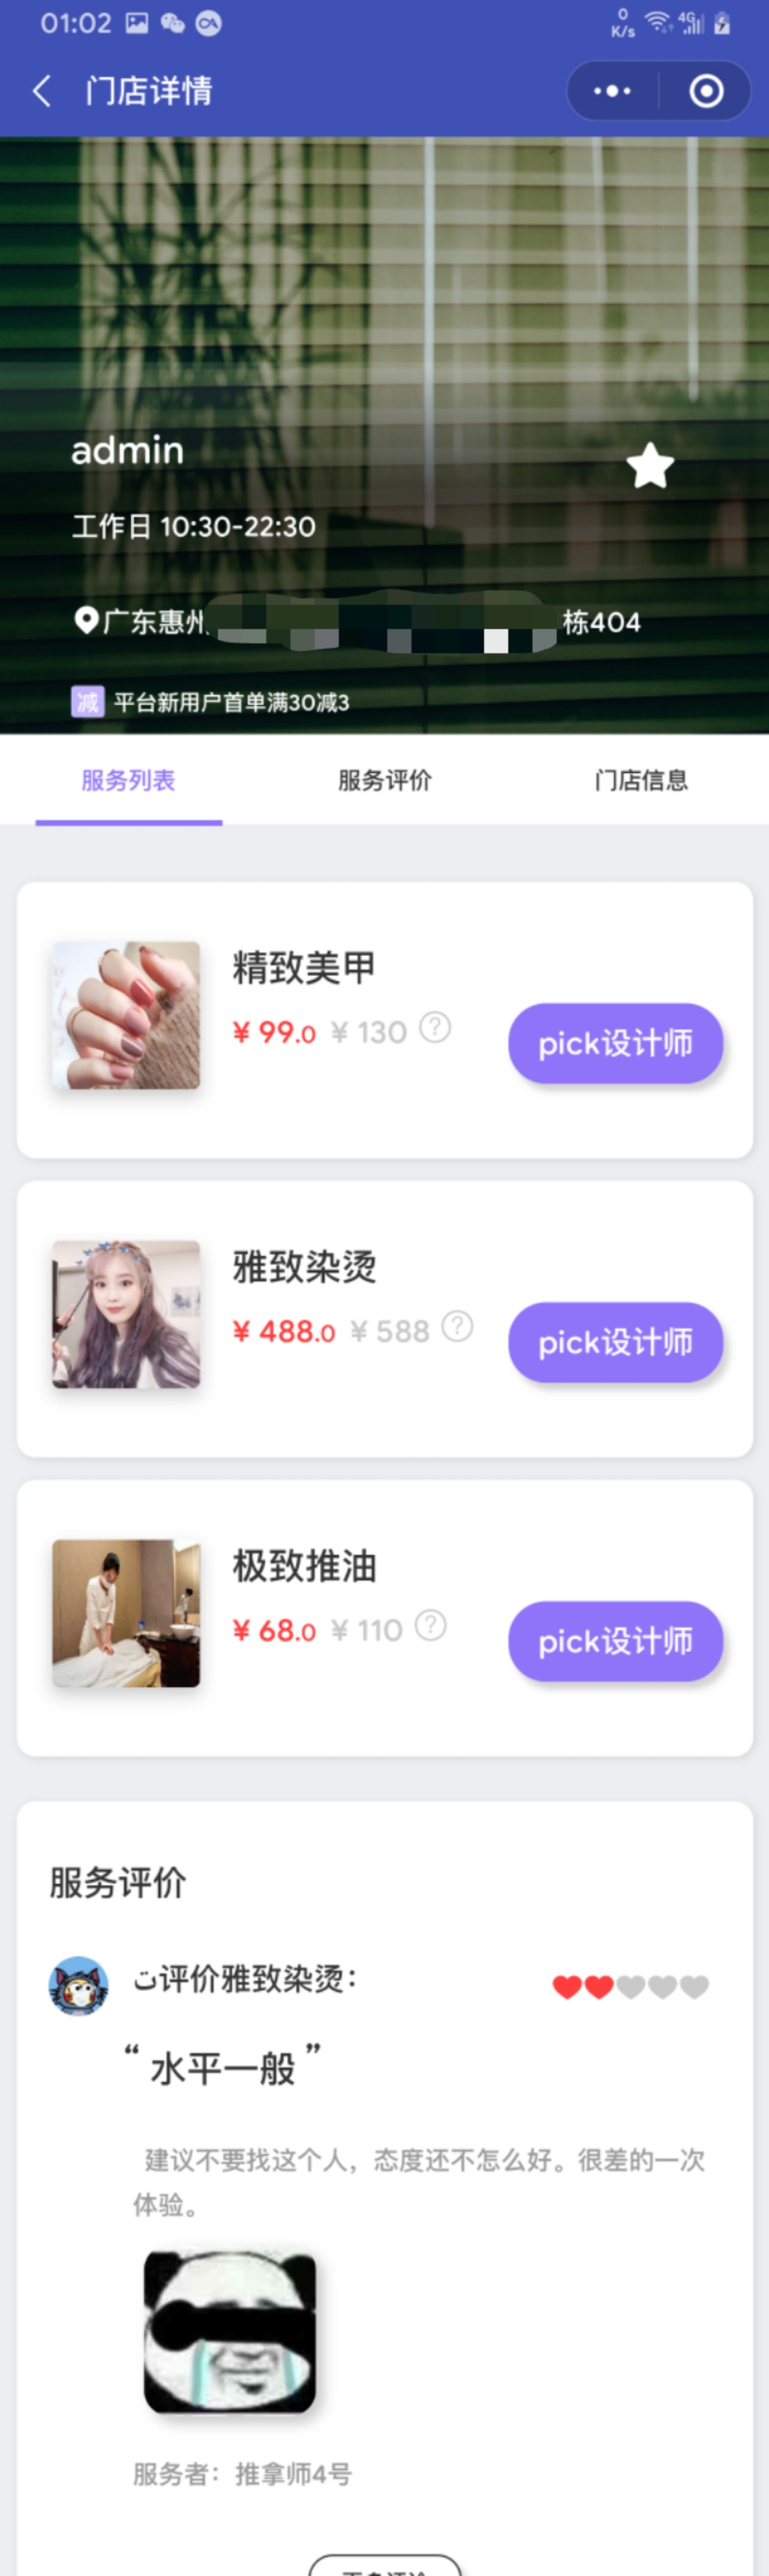 01:02
0
K/s
4G
门店详情
admin
工作日 10:30-22:30
广东惠州
栋404
减 平台新用户首单满30减3
服务列表 服务评价 门店信息
精致美甲
¥ 99.0 ¥ 130 ?
pick设计师
雅致染烫
¥ 488.0 ¥ 588 ?
pick设计师
极致推油
¥ 68.0 ¥ 110 ?
pick设计师
服务评价
ت评价雅致染烫:
“ 水平一般 ”
建议不要找这个人，态度还不怎么好。很差的一次
体验。
服务者：推拿师4号